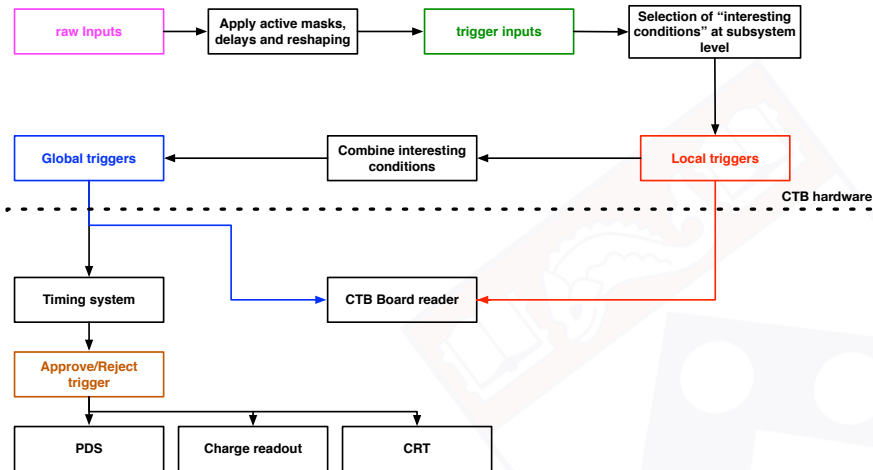 raw Inputs
Apply active masks,
delays and reshaping
trigger inputs
Selection of “interesting
conditions” at subsystem
level
Global triggers
Combine interesting
conditions
Local triggers
CTB hardware
Timing system
CTB Board reader
Approve/Reject
trigger
PDS
Charge readout
CRT